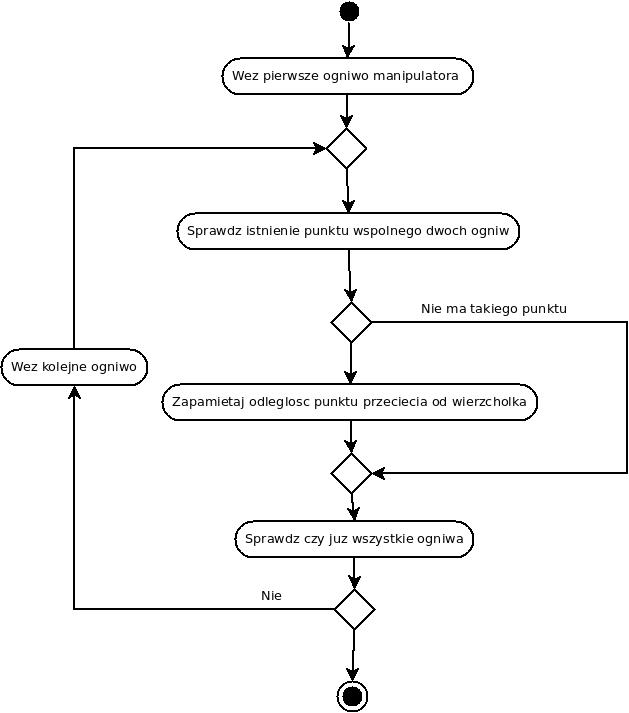 Wez pierwsze ogniwo manipulatora
Sprawdz istnienie punktu wspolnego dwoch ogniw
Nie ma takiego punktu
Wez kolejne ogniwo
Zapamietaj odleglosc punktu przeciecia od wierzcholka
Sprawdz czy juz wszystkie ogniwa
Nie